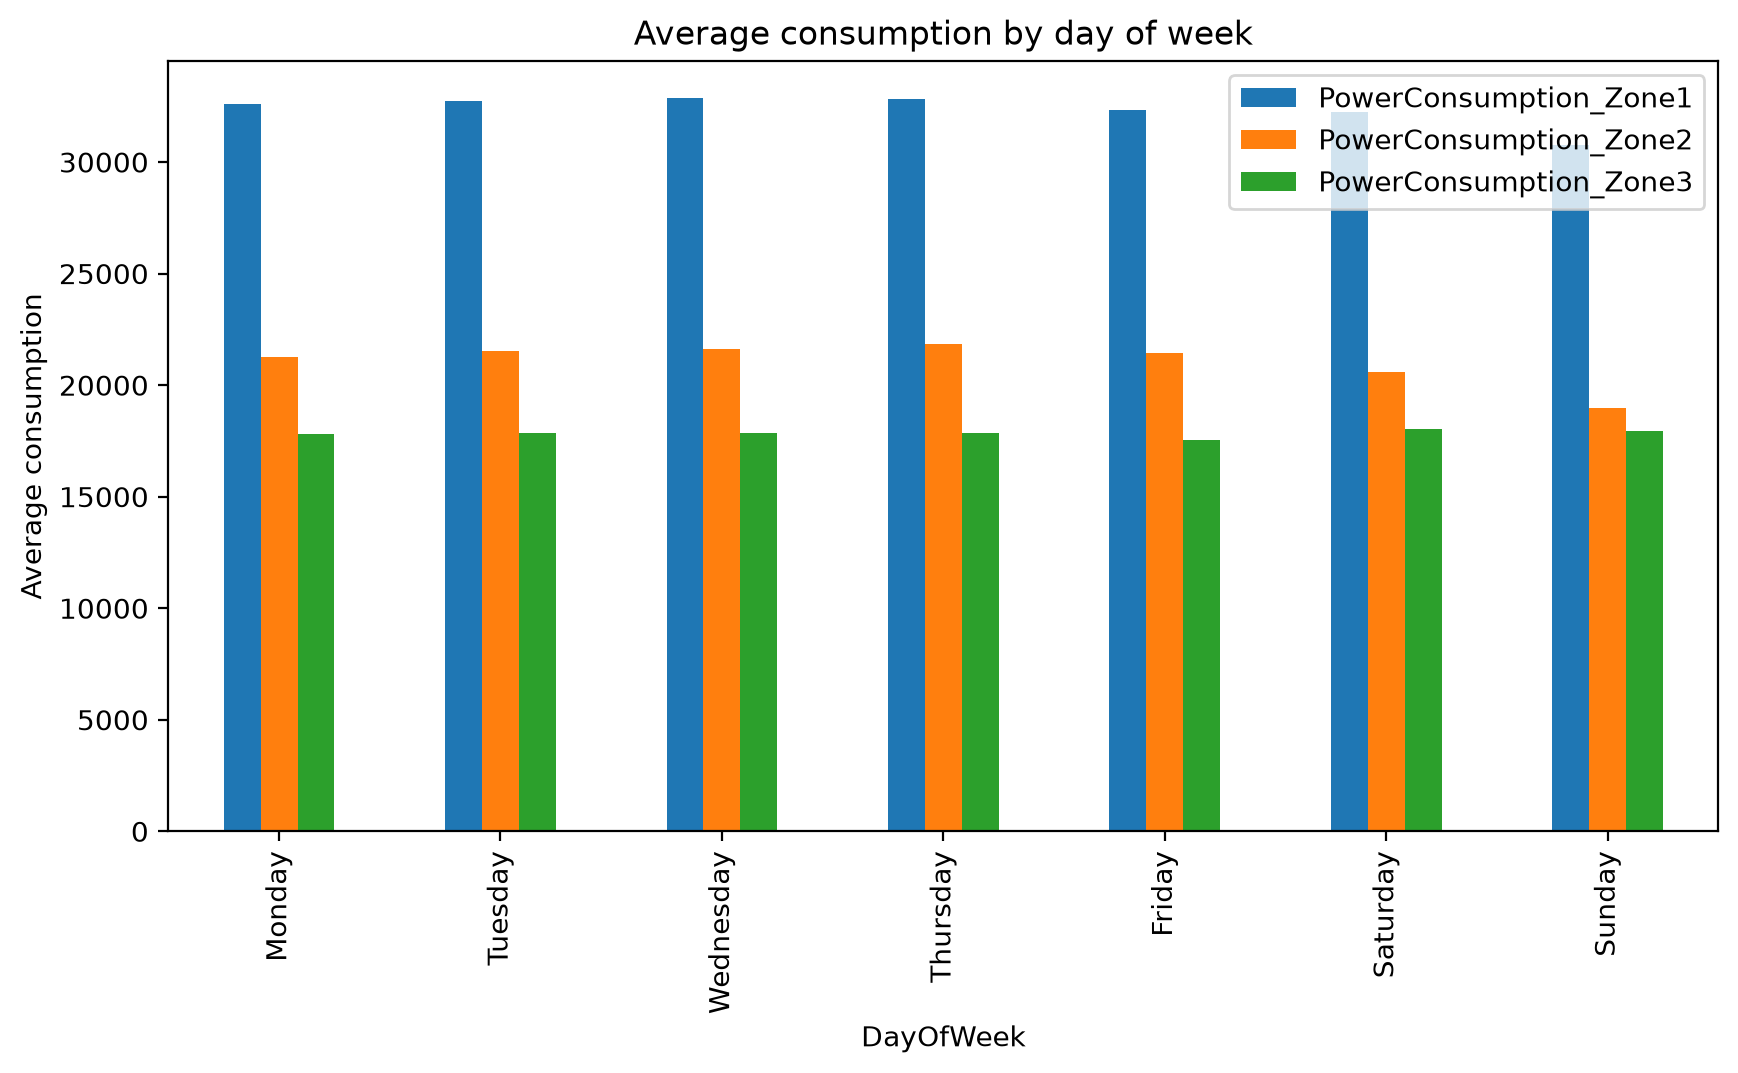 Average consumption by day of week
PowerConsumption_Zone1
PowerConsumption_Zone2
PowerConsumption_Zone3
Average consumption
30000
25000
20000
15000
10000
5000
0
Monday
Tuesday
Wednesday
Thursday
Friday
Saturday
Sunday
DayOfWeek